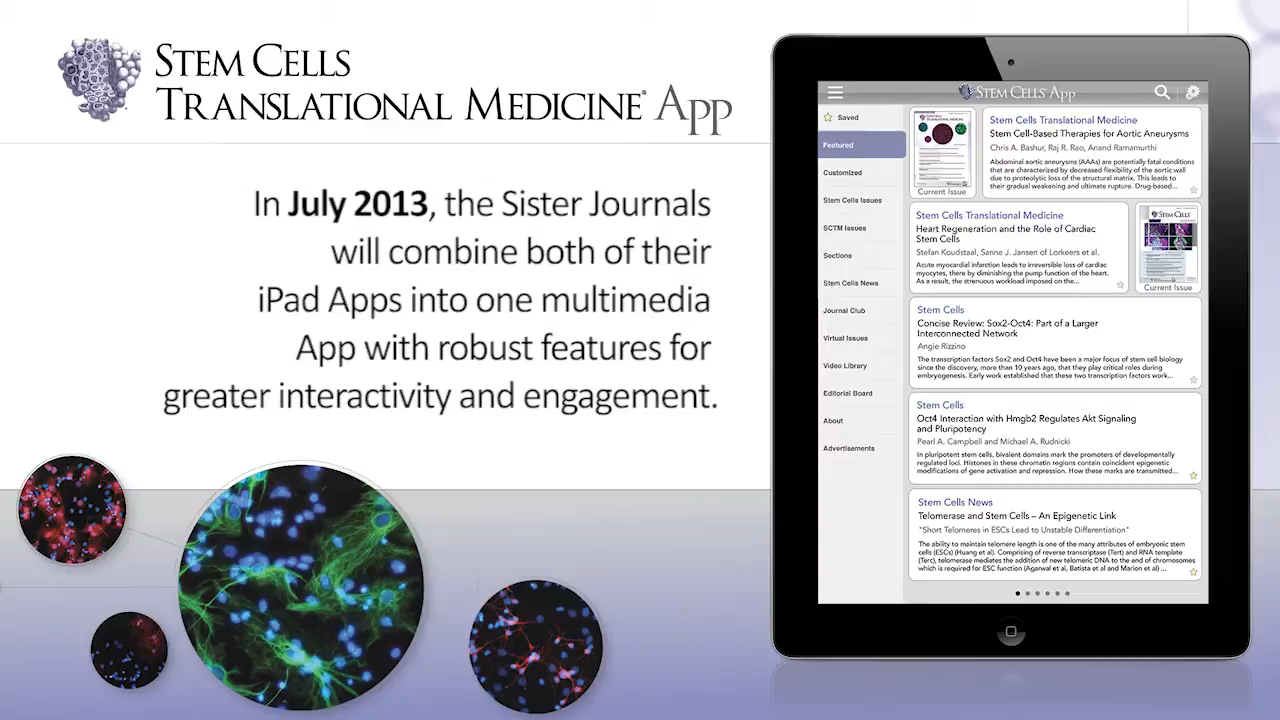 STEM CELLS
TRANSLATIONAL MEDICINE® App
In July 2013, the Sister Journals
will combine both of their
iPad Apps into one multimedia
App with robust features for
greater interactivity and engagement.
STEM CELLS® App
Saved
Featured
Customized
Stem Cells Issues
SCTM Issues
Sections
Stem Cells News
Journal Club
Virtual Issues
Video Library
Editorial Board
About
Advertisements
STEM CELLS
TRANSLATIONAL MEDICINE
Current Issue
Stem Cells Translational Medicine
Stem Cell-Based Therapies for Aortic Aneurysms
Chris A. Bashur, Raj R. Rao, Anand Ramamurthi
Abdominal aortic aneurysms (AAAs) are potentially fatal conditions
that are characterized by decreased flexibility of the aortic wall
due to proteolytic loss of the structural matrix. This leads to
their gradual weakening and ultimate rupture. Drug-based...
Stem Cells Translational Medicine
Heart Regeneration and the Role of Cardiac
Stem Cells
Stefan Koudstaal, Sanne J. Jansen of Lorkeers et al.
Acute myocardial infarction leads to irreversible loss of cardiac
myocytes, there by diminishing the pump function of the heart.
As a result, the strenuous workload imposed on the...
STEM CELLS
Current Issue
Stem Cells
Concise Review: Sox2-Oct4: Part of a Larger
Interconnected Network
Angie Rizzino
The transcription factors Sox2 and Oct4 have been a major focus of stem cell biology
since the discovery, more than 10 years ago, that they play critical roles during
embryogenesis. Early work established that these two transcription factors work...
Stem Cells
Oct4 Interaction with Hmgb2 Regulates Akt Signaling
and Pluripotency
Pearl A. Campbell and Michael A. Rudnicki
In pluripotent stem cells, bivalent domains mark the promoters of developmentally
regulated loci. Histones in these chromatin regions contain coincident epigenetic
modifications of gene activation and repression. How these marks are transmitted...
Stem Cells News
Telomerase and Stem Cells – An Epigenetic Link
"Short Telomeres in ESCs Lead to Unstable Differentiation"
The ability to maintain telomere length is one of the many attributes of embryonic stem
cells (ESCs) (Huang et al). Comprising of reverse transcriptase (Tert) and RNA template
(Terc), telomerase mediates the addition of new telomeric DNA to the end of chromosomes
which is required for ESC function (Agarwal et al, Batista et al and Marion et al) ...